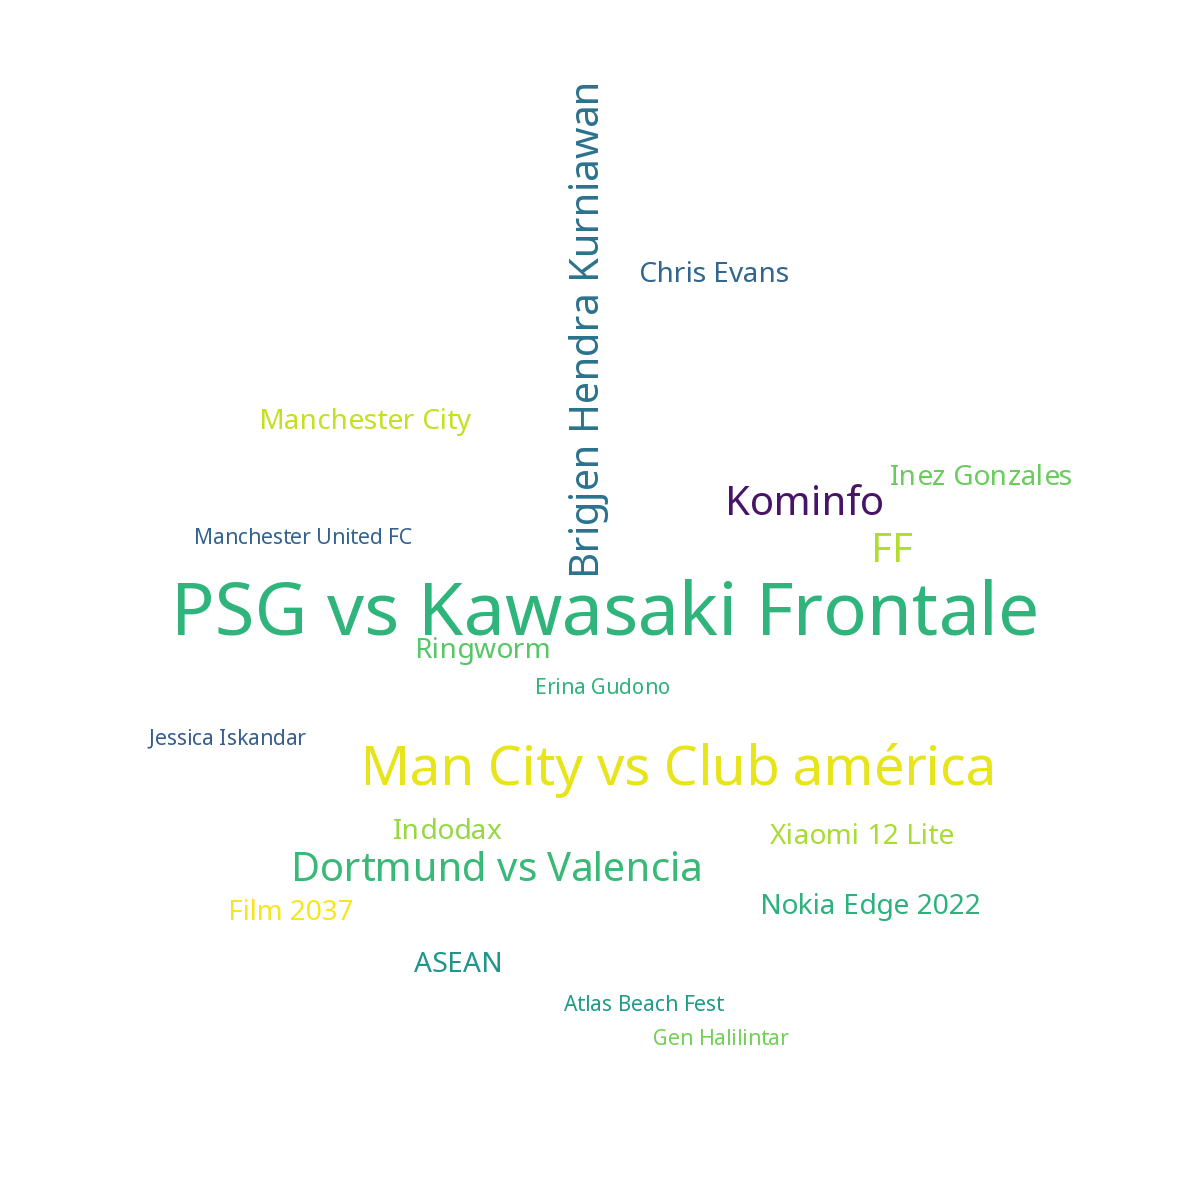 Brigjen Hendra Kurniawan
Chris Evans
Manchester City
Inez Gonzales
Kominfo
Manchester United FC
FF
PSG vs Kawasaki Frontale
Ringworm
Erina Gudono
Jessica Iskandar
Man City vs Club américa
Indodax
Xiaomi 12 Lite
Dortmund vs Valencia
Nokia Edge 2022
Film 2037
ASEAN
Atlas Beach Fest
Gen Halilintar